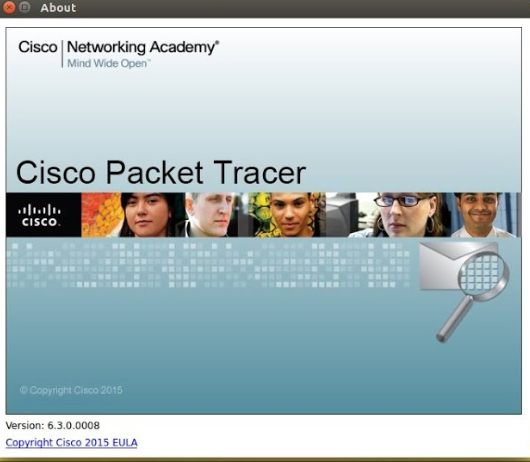 About
Cisco Networking Academy®
Mind Wide Open™
Cisco Packet Tracer
CISCO.
© Copyright Cisco 2015
Version: 6.3.0.0008
Copyright Cisco 2015 EULA